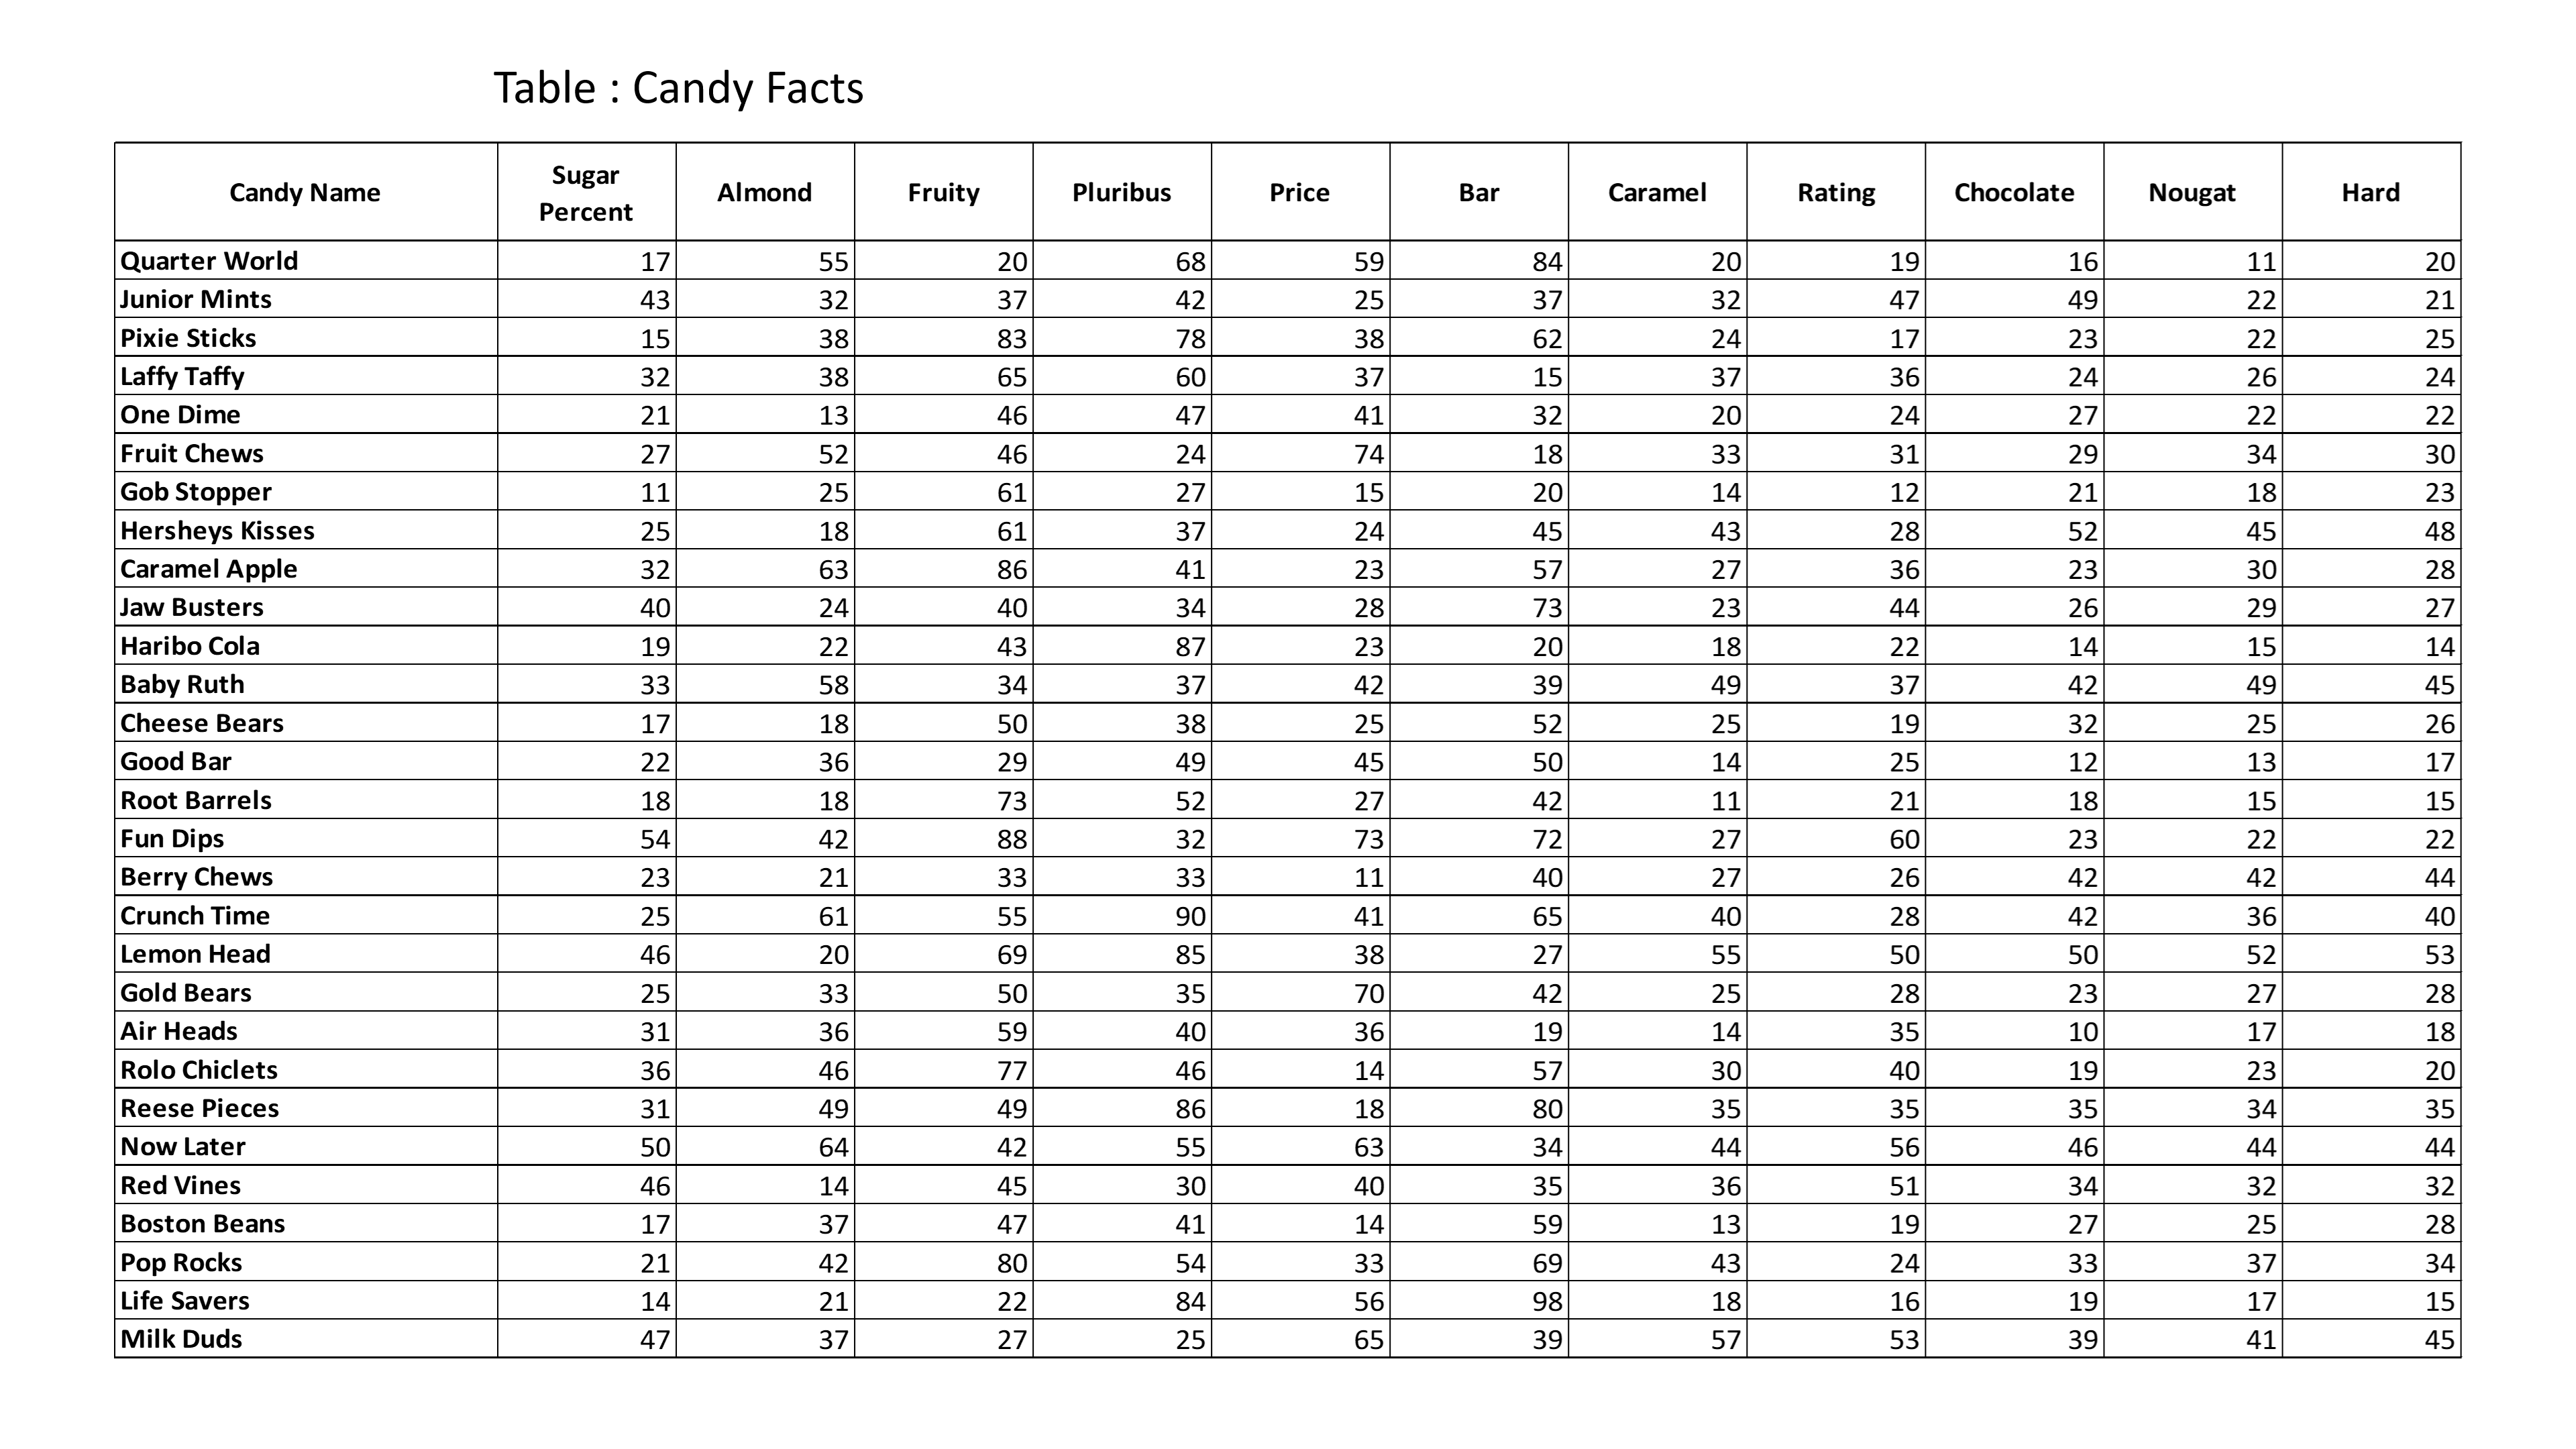 Table : Candy Facts
Candy Name Sugar Percent Almond Fruity Pluribus Price Bar Caramel Rating Chocolate Nougat Hard
Quarter World 17 55 20 68 59 84 20 19 16 11 20
Junior Mints 43 32 37 42 25 37 32 47 49 22 21
Pixie Sticks 15 38 83 78 38 62 24 17 23 22 25
Laffy Taffy 32 38 65 60 37 15 37 36 24 26 24
One Dime 21 13 46 47 41 32 20 24 27 22 22
Fruit Chews 27 52 46 24 74 18 33 31 29 34 30
Gob Stopper 11 25 61 27 15 20 14 12 21 18 23
Hersheys Kisses 25 18 61 37 24 45 43 28 52 45 48
Caramel Apple 32 63 86 41 23 57 27 36 23 30 28
Jaw Busters 40 24 40 34 28 73 23 44 26 29 27
Haribo Cola 19 22 43 87 23 20 18 22 14 15 14
Baby Ruth 33 58 34 37 42 39 49 37 42 49 45
Cheese Bears 17 18 50 38 25 52 25 19 32 25 26
Good Bar 22 36 29 49 45 50 14 25 12 13 17
Root Barrels 18 18 73 52 27 42 11 21 18 15 15
Fun Dips 54 42 88 32 73 72 27 60 23 22 22
Berry Chews 23 21 33 33 11 40 27 26 42 42 44
Crunch Time 25 61 55 90 41 65 40 28 42 36 40
Lemon Head 46 20 69 85 38 27 55 50 50 52 53
Gold Bears 25 33 50 35 70 42 25 28 23 27 28
Air Heads 31 36 59 40 36 19 14 35 10 17 18
Rolo Chiclets 36 46 77 46 14 57 30 40 19 23 20
Reese Pieces 31 49 49 86 18 80 35 35 35 34 35
Now Later 50 64 42 55 63 34 44 56 46 44 44
Red Vines 46 14 45 30 40 35 36 51 34 32 32
Boston Beans 17 37 47 41 14 59 13 19 27 25 28
Pop Rocks 21 42 80 54 33 69 43 24 33 37 34
Life Savers 14 21 22 84 56 98 18 16 19 17 15
Milk Duds 47 37 27 25 65 39 57 53 39 41 45